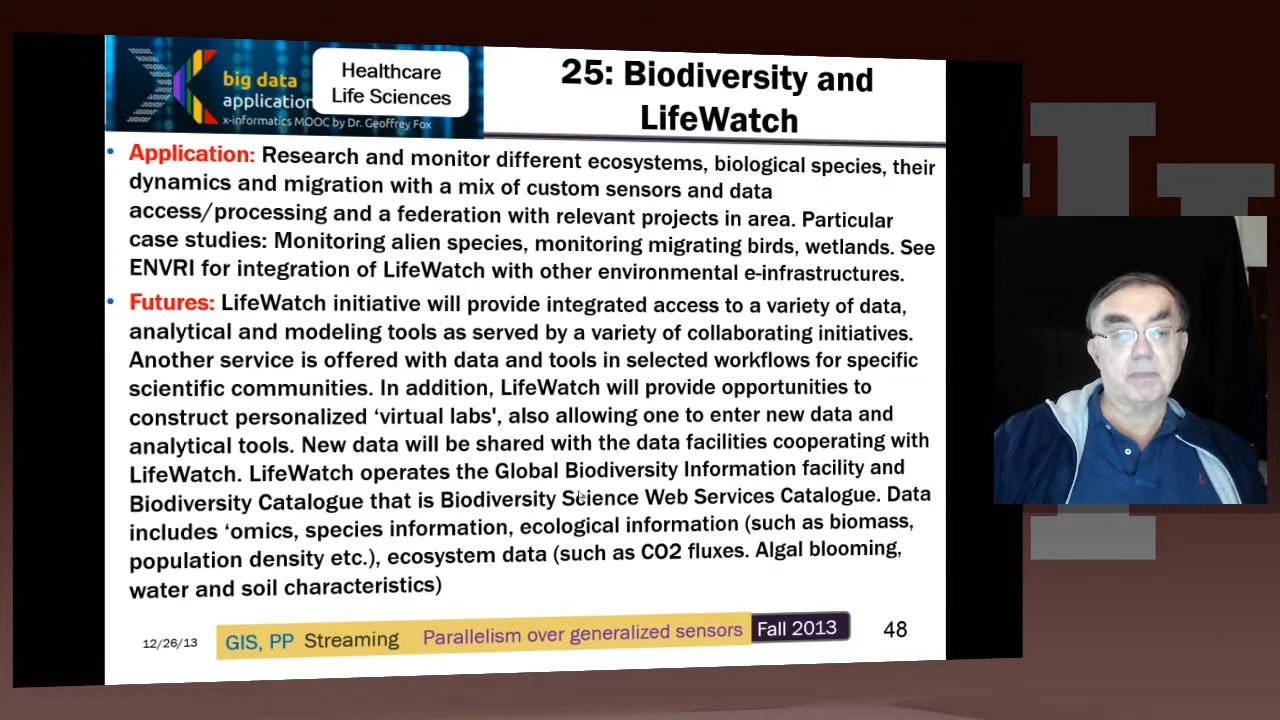 big data
application
x-informatics MOOC by Dr. Geoffrey Fox
Healthcare
Life Sciences
25: Biodiversity and
LifeWatch
• Application: Research and monitor different ecosystems, biological species, their
dynamics and migration with a mix of custom sensors and data
access/processing and a federation with relevant projects in area. Particular
case studies: Monitoring alien species, monitoring migrating birds, wetlands. See
ENVRI for integration of LifeWatch with other environmental e-infrastructures.
• Futures: LifeWatch initiative will provide integrated access to a variety of data,
analytical and modeling tools as served by a variety of collaborating initiatives.
Another service is offered with data and tools in selected workflows for specific
scientific communities. In addition, LifeWatch will provide opportunities to
construct personalized ‘virtual labs', also allowing one to enter new data and
analytical tools. New data will be shared with the data facilities cooperating with
LifeWatch. LifeWatch operates the Global Biodiversity Information facility and
Biodiversity Catalogue that is Biodiversity Science Web Services Catalogue. Data
includes ‘omics, species information, ecological information (such as biomass,
population density etc.), ecosystem data (such as CO2 fluxes. Algal blooming,
water and soil characteristics)
12/26/13
GIS, PP Streaming Parallelism over generalized sensors Fall 2013
48